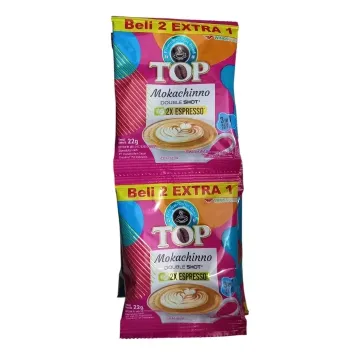 Beli 2 EXTRA 1
TOP
Mokachinno
DOUBLE SHOT
2X ESPRESSO
22g
Beli 2 EXTRA 1
TOP
Mokachinno
DOUBLE SHOT
2X ESPRESSO
22g